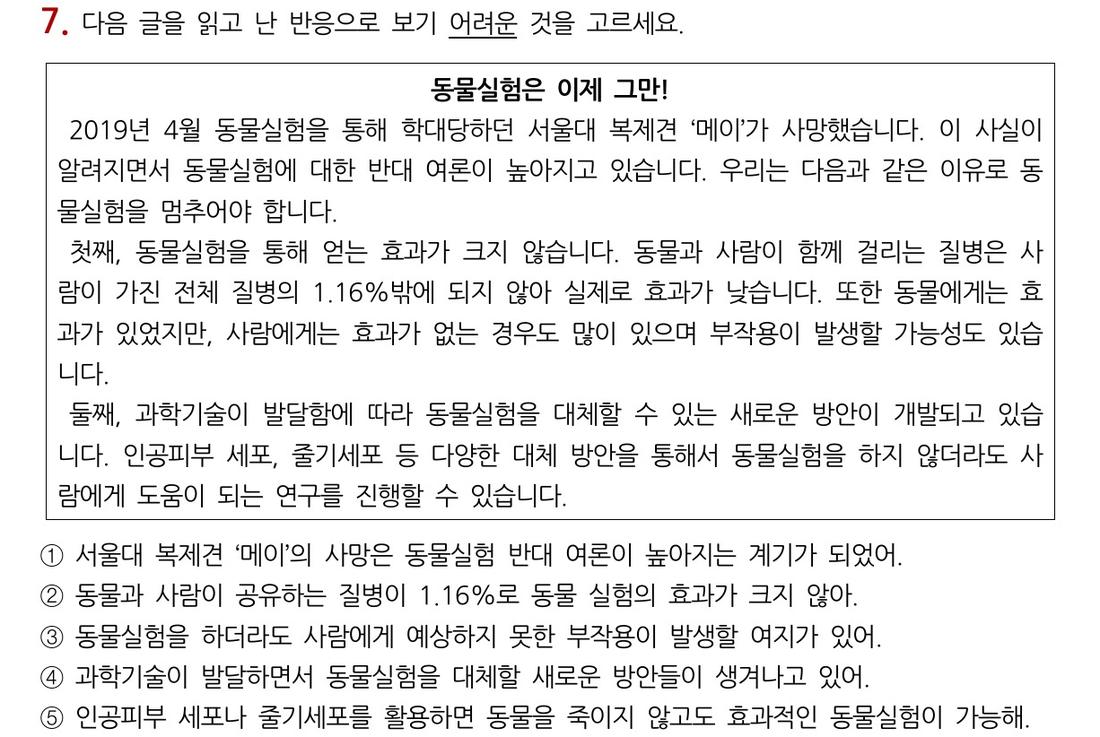 7. 다음 글을 읽고 난 반응으로 보기 어려운 것을 고르세요.
동물실험은 이제 그만!
2019년 4월 동물실험을 통해 학대당하던 서울대 복제견 ‘메이’가 사망했습니다. 이 사실이
알려지면서 동물실험에 대한 반대 여론이 높아지고 있습니다. 우리는 다음과 같은 이유로 동
물실험을 멈추어야 합니다.
첫째, 동물실험을 통해 얻는 효과가 크지 않습니다. 동물과 사람이 함께 걸리는 질병은 사
람이 가진 전체 질병의 1.16%밖에 되지 않아 실제로 효과가 낮습니다. 또한 동물에게는 효
과가 있었지만, 사람에게는 효과가 없는 경우도 많이 있으며 부작용이 발생할 가능성도 있습
니다.
둘째, 과학기술이 발달함에 따라 동물실험을 대체할 수 있는 새로운 방안이 개발되고 있습
니다. 인공피부 세포, 줄기세포 등 다양한 대체 방안을 통해서 동물실험을 하지 않더라도 사
람에게 도움이 되는 연구를 진행할 수 있습니다.
① 서울대 복제견 ‘메이’의 사망은 동물실험 반대 여론이 높아지는 계기가 되었어.
② 동물과 사람이 공유하는 질병이 1.16%로 동물 실험의 효과가 크지 않아.
③ 동물실험을 하더라도 사람에게 예상하지 못한 부작용이 발생할 여지가 있어.
④ 과학기술이 발달하면서 동물실험을 대체할 새로운 방안들이 생겨나고 있어.
⑤ 인공피부 세포나 줄기세포를 활용하면 동물을 죽이지 않고도 효과적인 동물실험이 가능해.